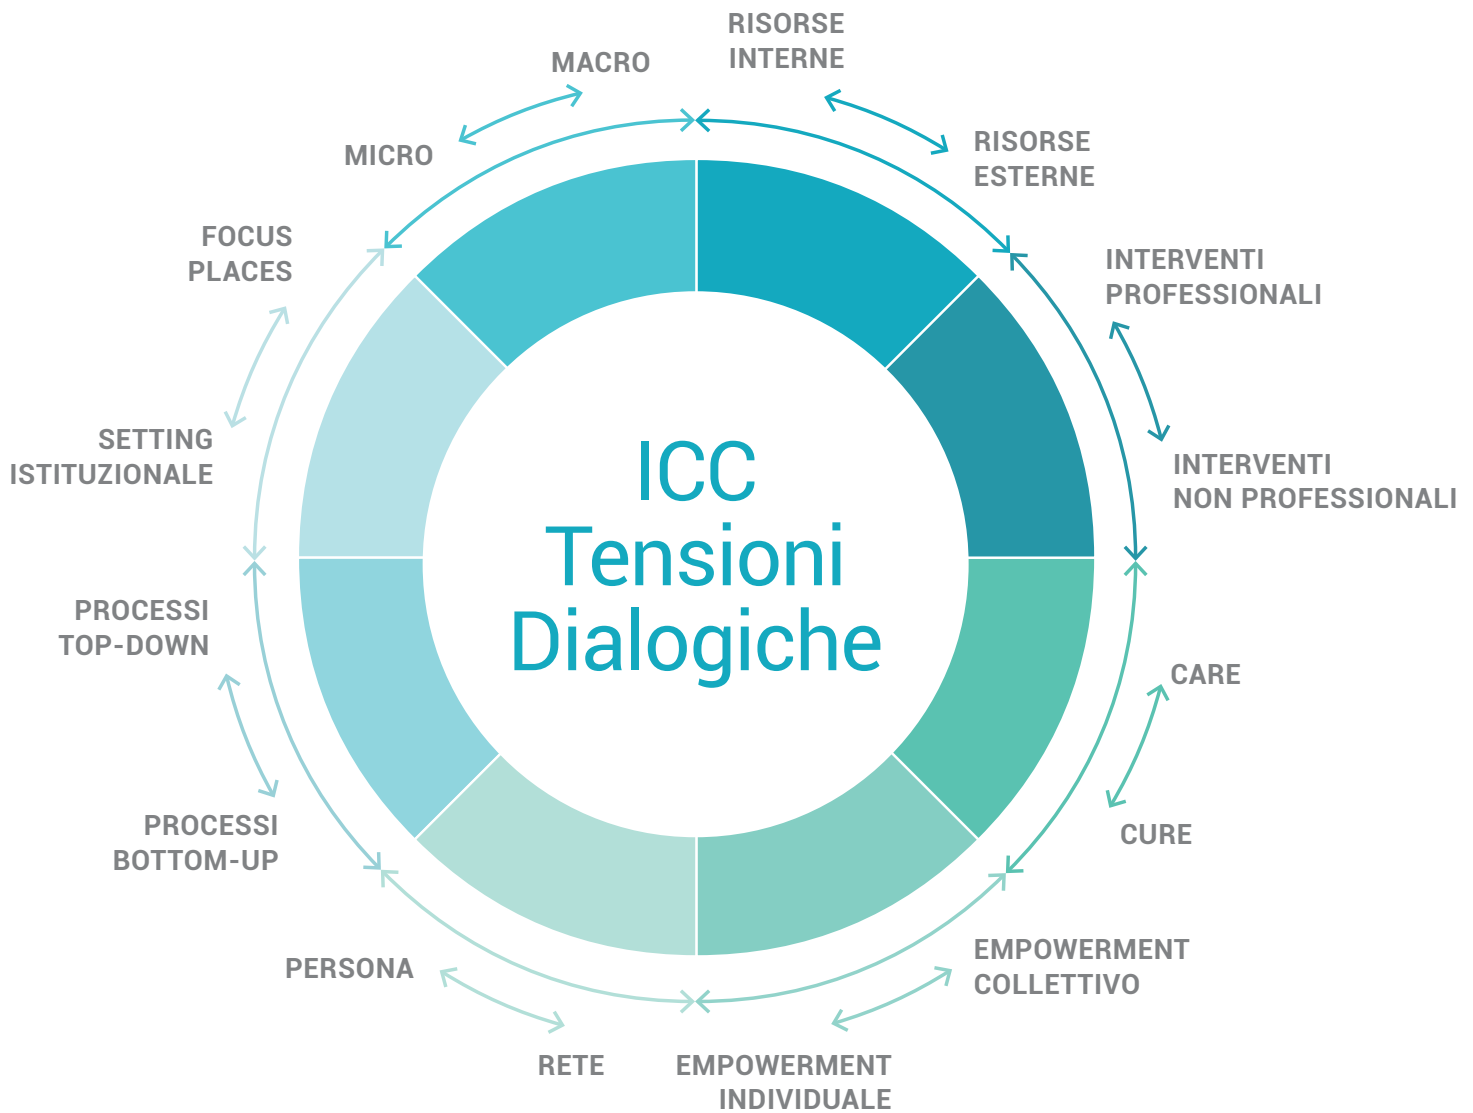 RISORSE
INTERNE
MACRO
RISORSE
ESTERNE
MICRO
FOCUS
PLACES
INTERVENTI
PROFESSIONALI
SETTING
ISTITUZIONALE
ICC
Tensioni
Dialogiche
INTERVENTI
NON PROFESSIONALI
PROCESSI
TOP-DOWN
CARE
PROCESSI
BOTTOM-UP
CURE
PERSONA
EMPOWERMENT
COLLETTIVO
RETE
EMPOWERMENT
INDIVIDUALE